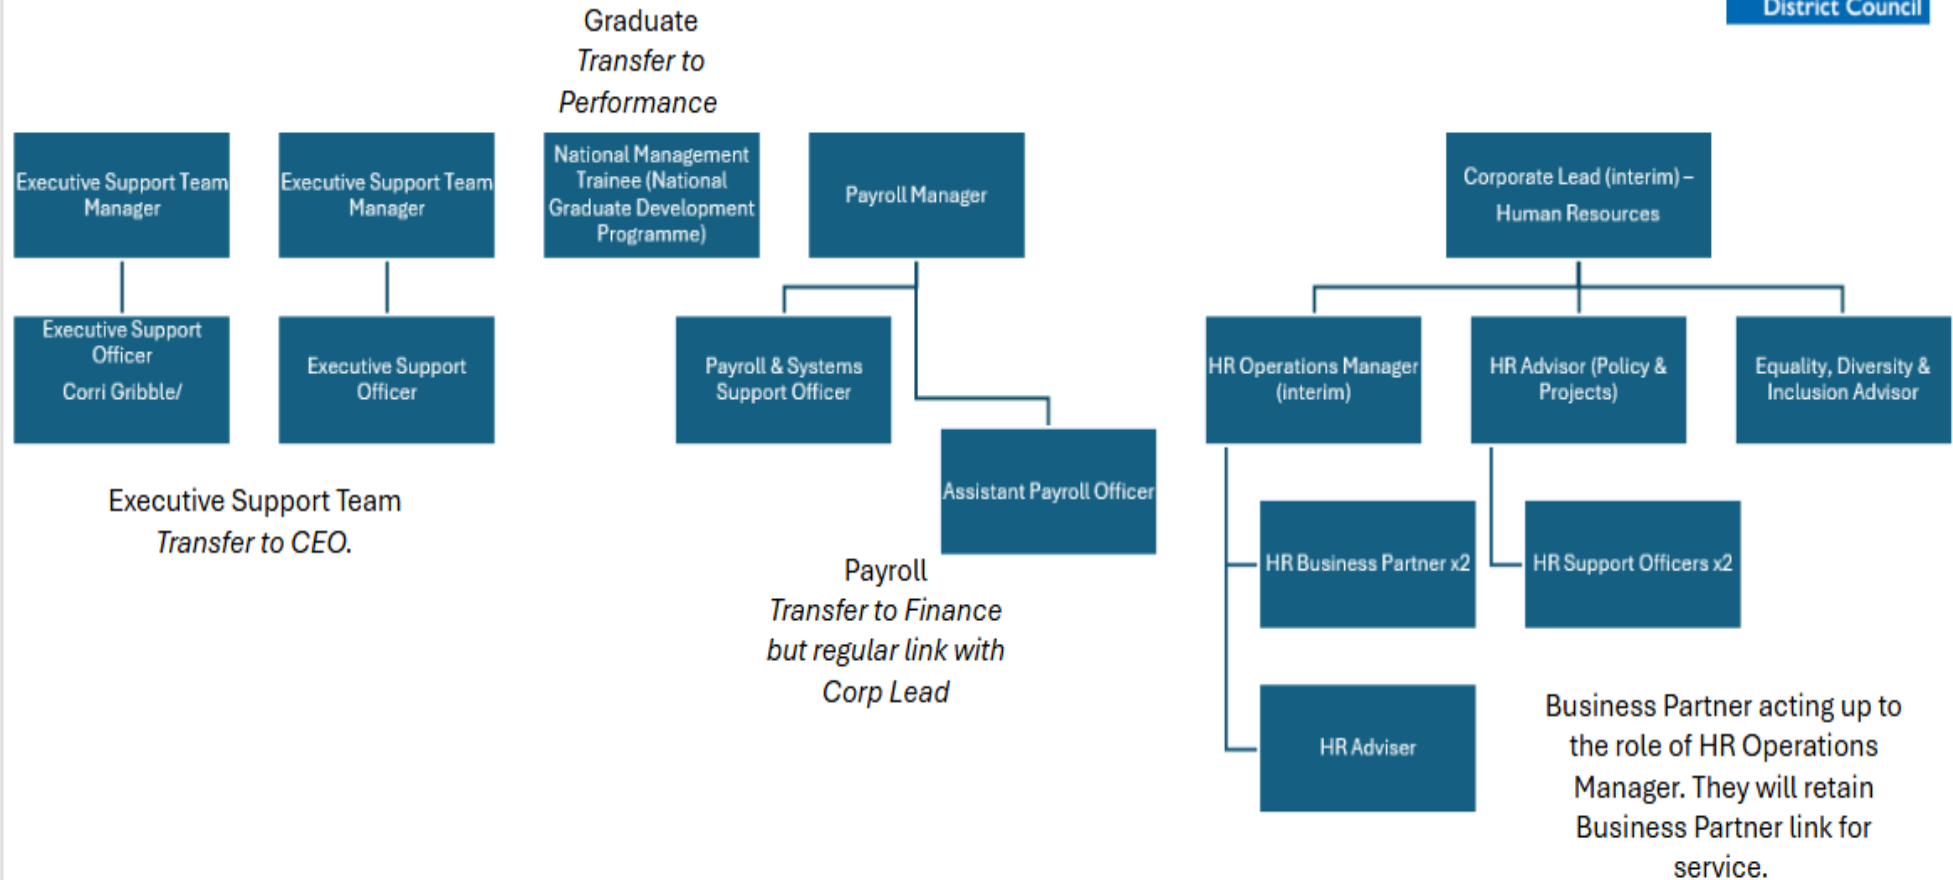 District Council
Graduate
Transfer to
Performance
Executive Support Team
Manager
Executive Support Team
Manager
National Management
Trainee (National
Graduate Development
Programme)
Payroll Manager
Corporate Lead (interim) –
Human Resources
Executive Support
Officer
Corri Gribble/
Executive Support
Officer
Payroll & Systems
Support Officer
Assistant Payroll Officer
HR Operations Manager
(interim)
HR Advisor (Policy &
Projects)
Equality, Diversity &
Inclusion Advisor
Executive Support Team
Transfer to CEO.
Payroll
Transfer to Finance
but regular link with
Corp Lead
HR Business Partner x2
HR Support Officers x2
HR Adviser
Business Partner acting up to
the role of HR Operations
Manager. They will retain
Business Partner link for
service.